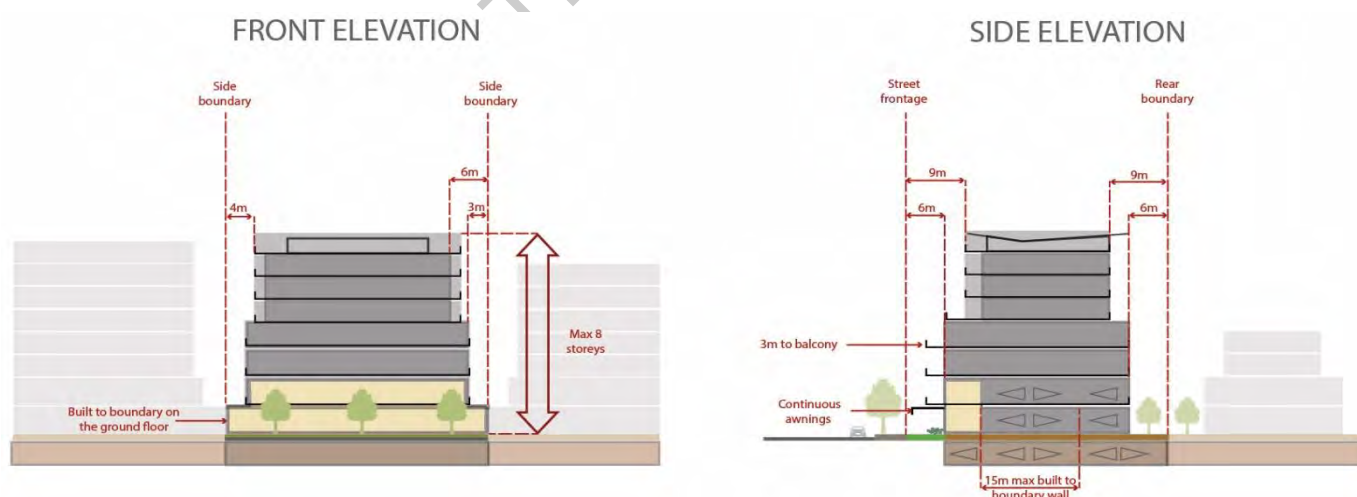 FRONT ELEVATION
Side
boundary
Side
boundary
6m
4m
3m
Max 8
storeys
Built to boundary on
the ground floor
SIDE ELEVATION
Street
frontage
Rear
boundary
9m
9m
6m
6m
3m to balcony
Continuous
awnings
15m max built to
boundary wall